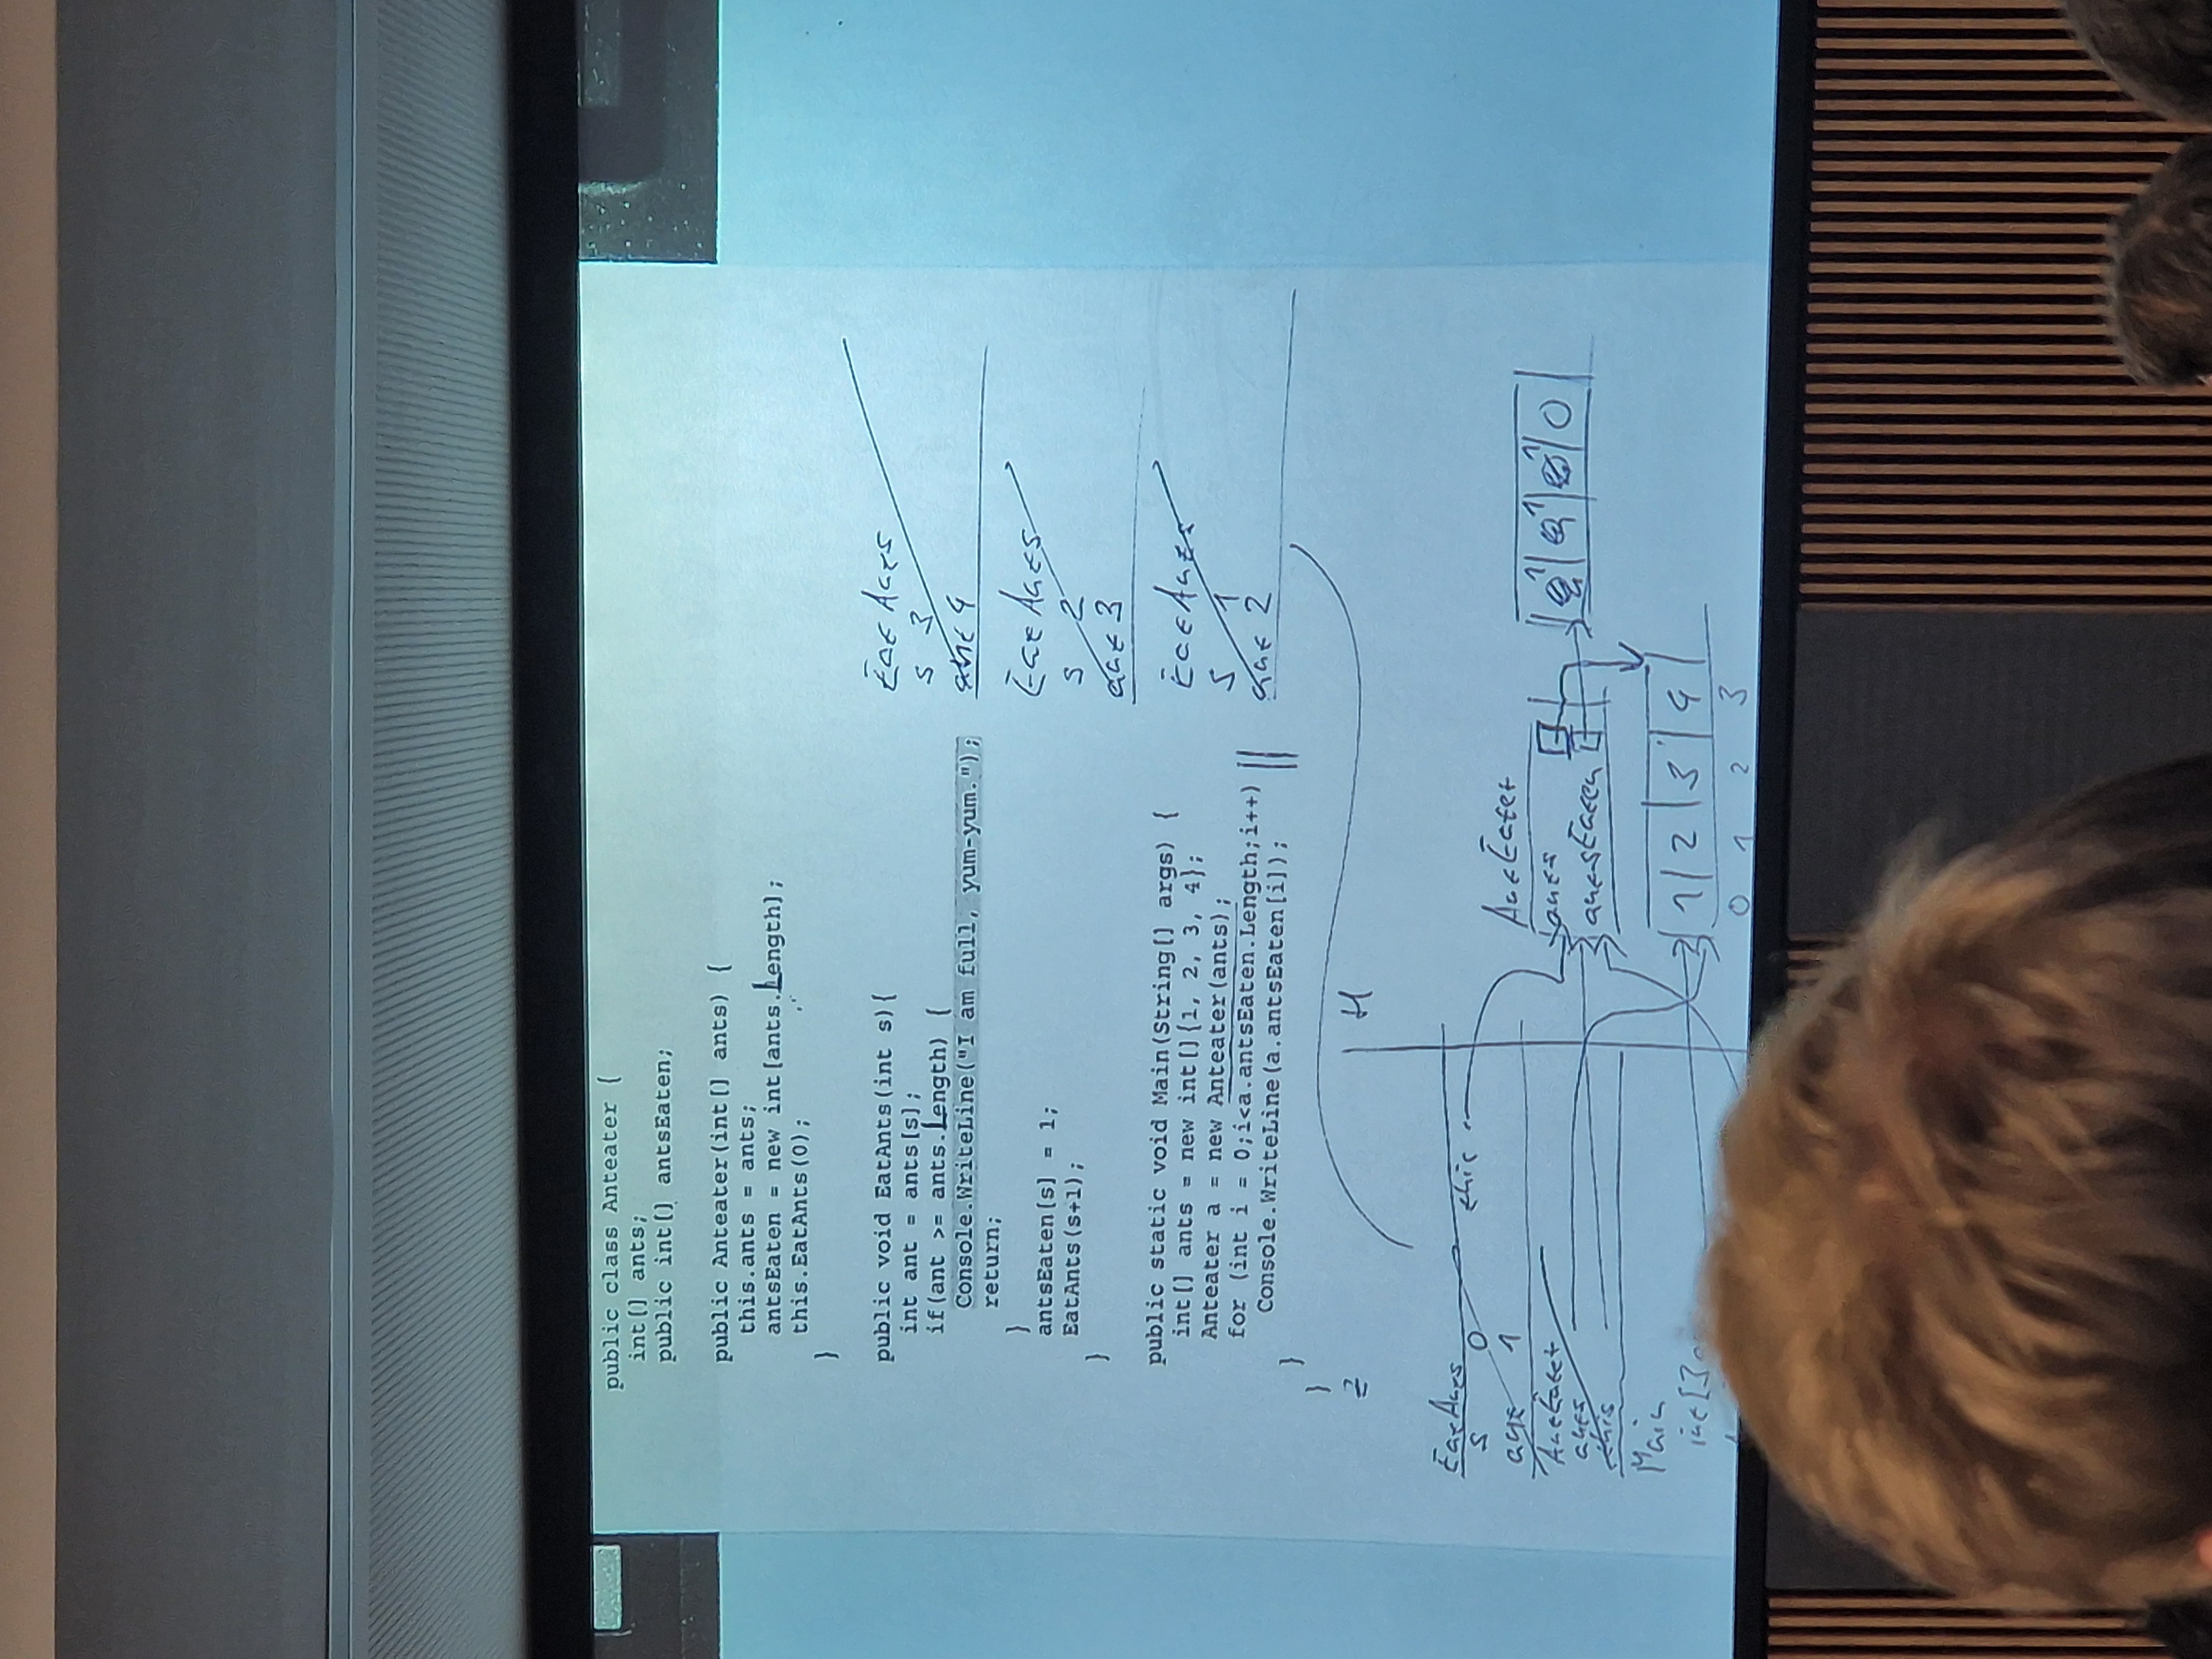 public class Anteater {
int[] ants;
public int[] antsEaten;
public Anteater(int[] ants) {
this.ants = ants;
antsEaten = new int[ants.Length];
this.EatAnts(0);
}
public void EatAnts(int s){
int ant = ants[s];
if(ant >= ants.Length) {
Console.WriteLine("I am full, yum-yum.");
return;
}
antsEaten[s] = 1;
EatAnts(s+1);
}
public static void Main(String[] args) {
int[] ants = new int[]{1, 2, 3, 4};
Anteater a = new Anteater(ants);
for (int i = 0;i<a.antsEaten.Length;i++)
Console.WriteLine(a.antsEaten[i]);
}
}
EatAnts
s 3
ant 4
EatAnts
s 2
ant 3
EatAnts
s 1
ant 2
H
EatAnts
s 0
this
ant 1
AntEater
ants
this
Main
int[]
AntEater
ants
antsEaten
1 1 1 0
1 2 3 4
0 1 2 3